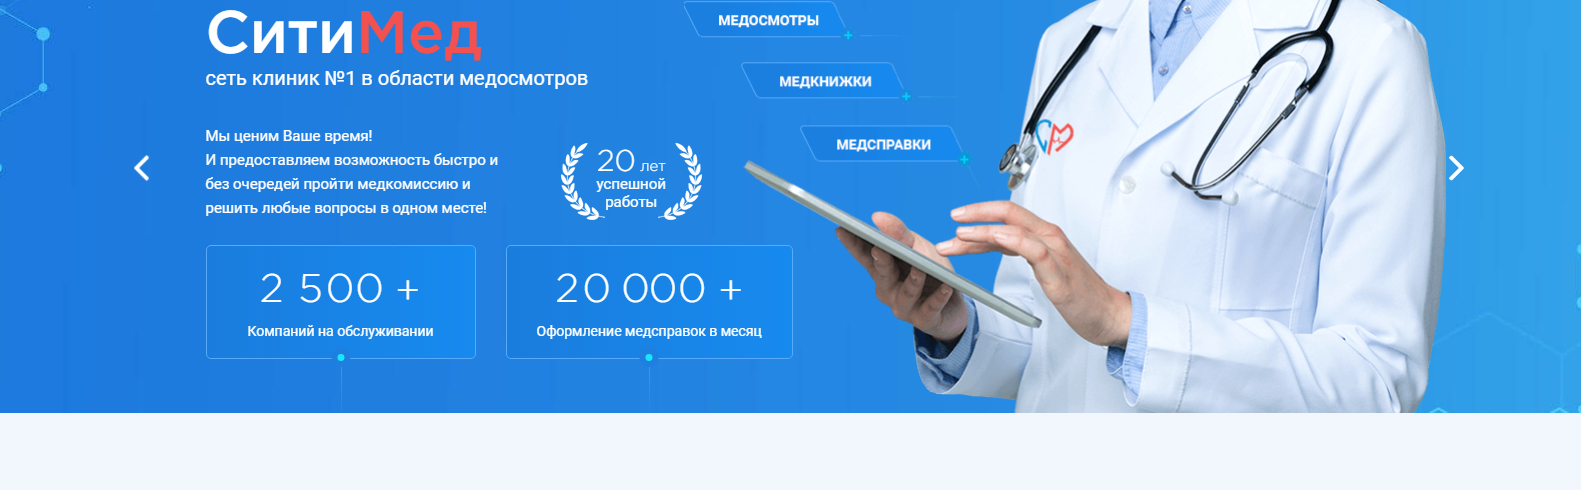 СитиМед
сеть клиник №1 в области медосмотров
МЕДОСМОТРЫ
МЕДКНИЖКИ
МЕДСПРАВКИ
Мы ценим Ваше время!
И предоставляем возможность быстро и
без очередей пройти медкомиссию и
решить любые вопросы в одном месте!
20 лет
успешной
работы
2 500 +
Компаний на обслуживании
20 000 +
Оформление медсправок в месяц
СМ